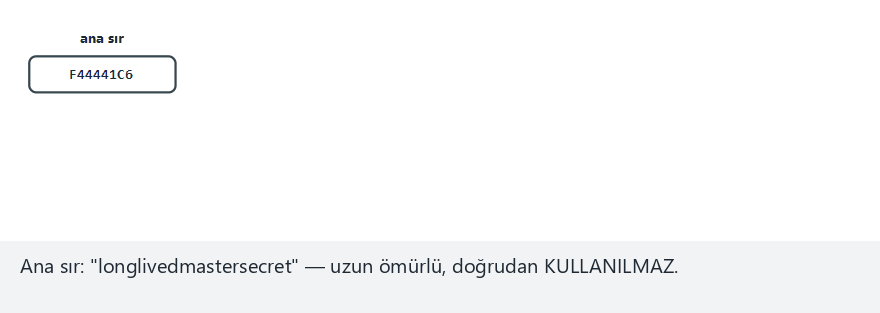 ana sır
F44441C6
Ana sır: "longlivedmastersecret" — uzun ömürlü, doğrudan KULLANILMAZ.